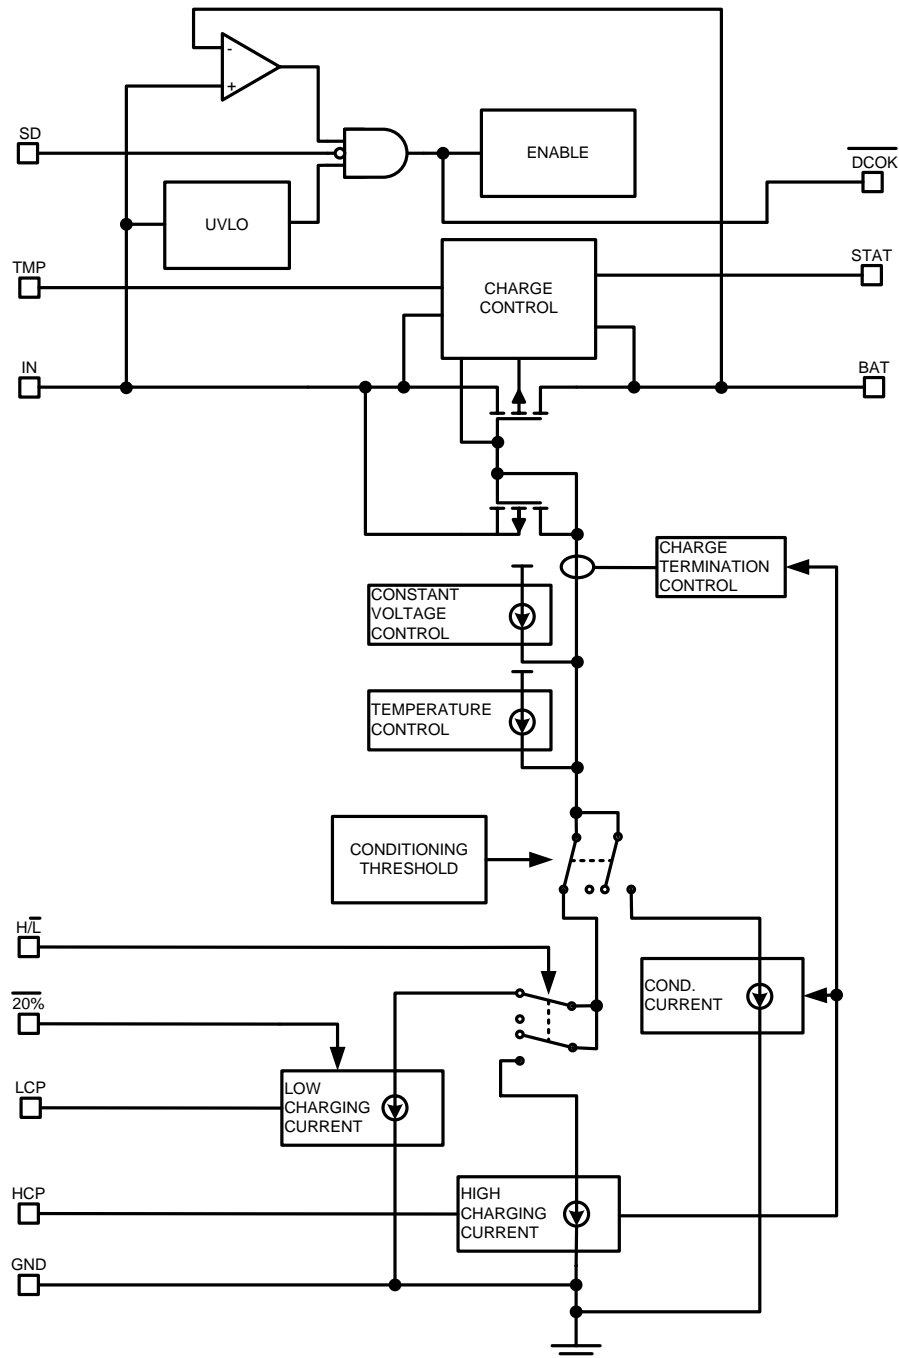 -
+
SD
ENABLE
DCOK
UVLO
TMP
CHARGE
CONTROL
STAT
IN
BAT
CHARGE
TERMINATION
CONTROL
CONSTANT
VOLTAGE
CONTROL
TEMPERATURE
CONTROL
CONDITIONING
THRESHOLD
H/L̅
20%
COND.
CURRENT
LCP
LOW
CHARGING
CURRENT
HCP
HIGH
CHARGING
CURRENT
GND